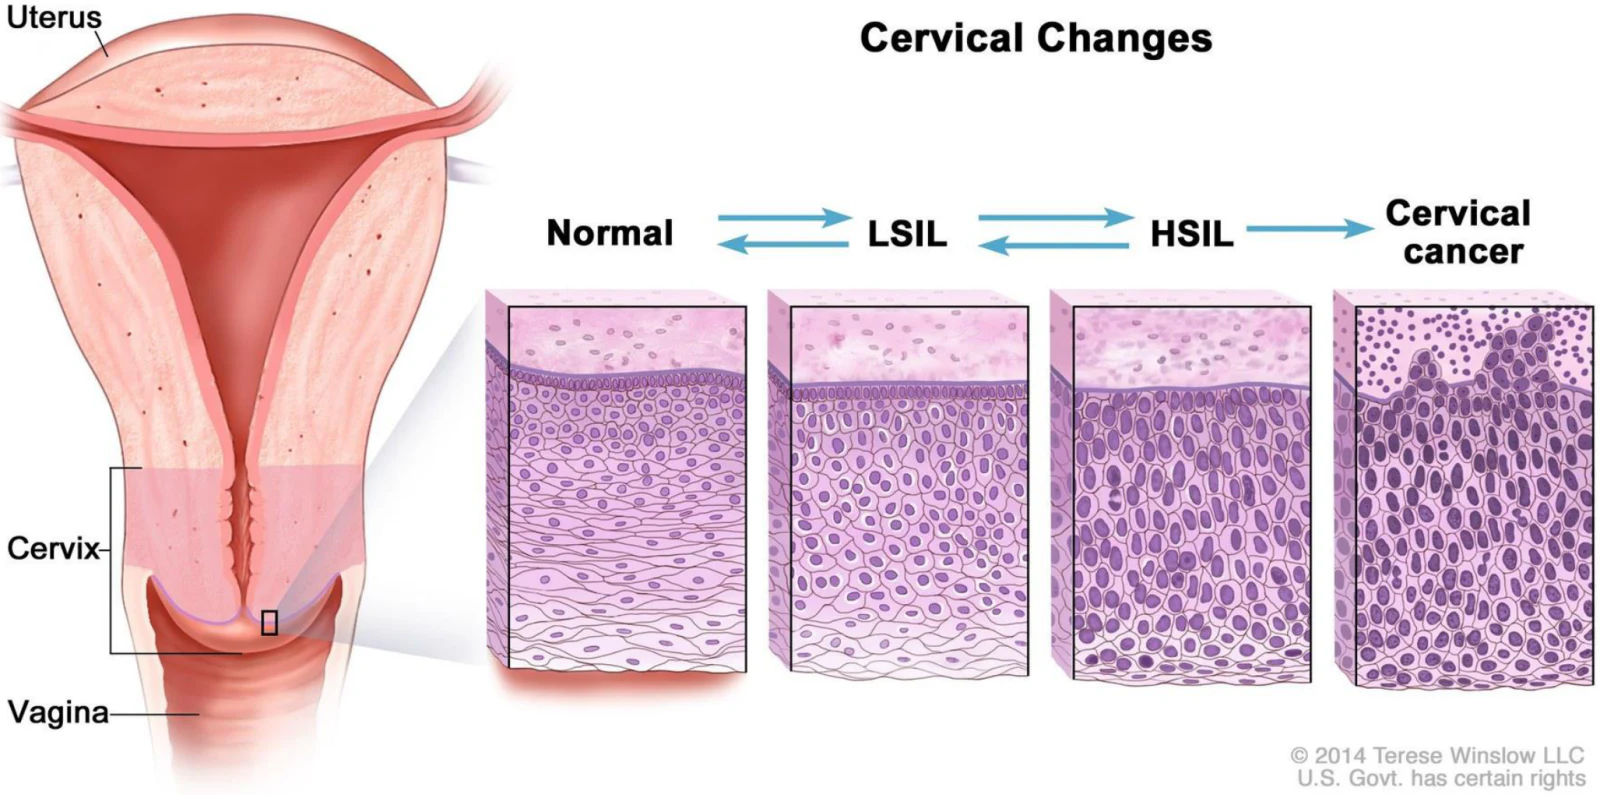 Uterus
Cervical Changes
Normal
LSIL
HSIL
Cervical
cancer
Cervix
Vagina
© 2014 Terese Winslow LLC
U.S. Govt. has certain rights